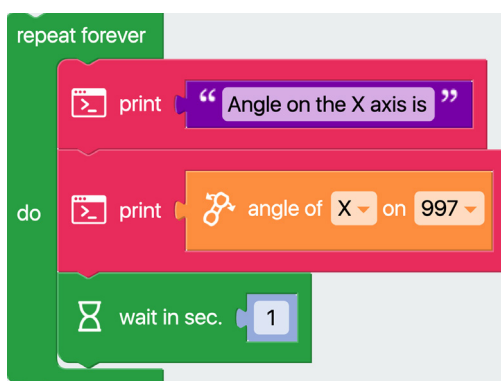 repeat forever
print “ Angle on the X axis is ”
do print angle of X on 997
wait in sec. 1